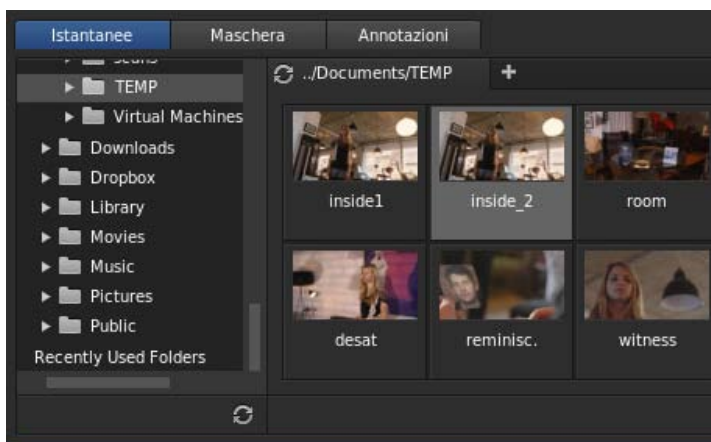 Istantanee
Maschera
Annotazioni
TEMP
Virtual Machines
Downloads
Dropbox
Library
Movies
Music
Pictures
Public
Recently Used Folders
../Documents/TEMP
+
inside1
inside_2
room
desat
reminisc.
witness